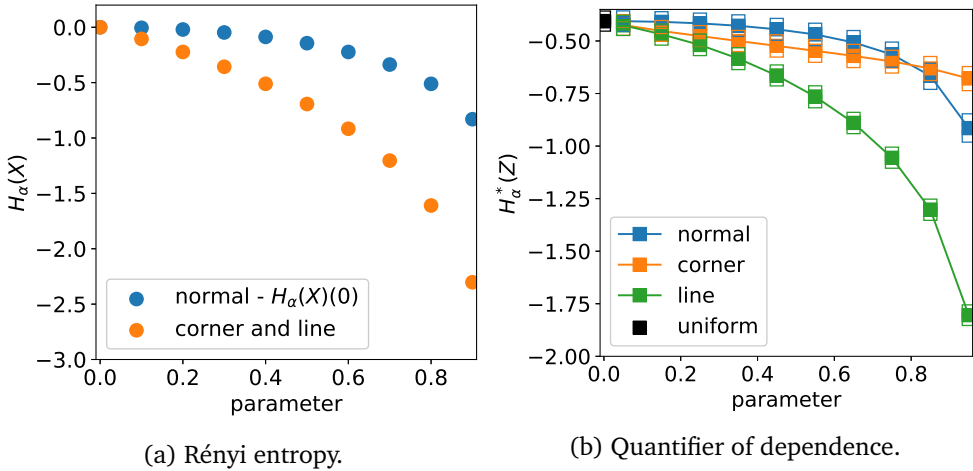 0.0
−0.5
−1.0
−1.5
−2.0
−2.5
−3.0
H_α(X)
normal - H_α(X)(0)
corner and line
0.0 0.2 0.4 0.6 0.8
parameter
(a) Rényi entropy.
−0.50
−0.75
−1.00
−1.25
−1.50
−1.75
−2.00
H_α^*(Z)
normal
corner
line
uniform
0.0 0.2 0.4 0.6 0.8
parameter
(b) Quantifier of dependence.